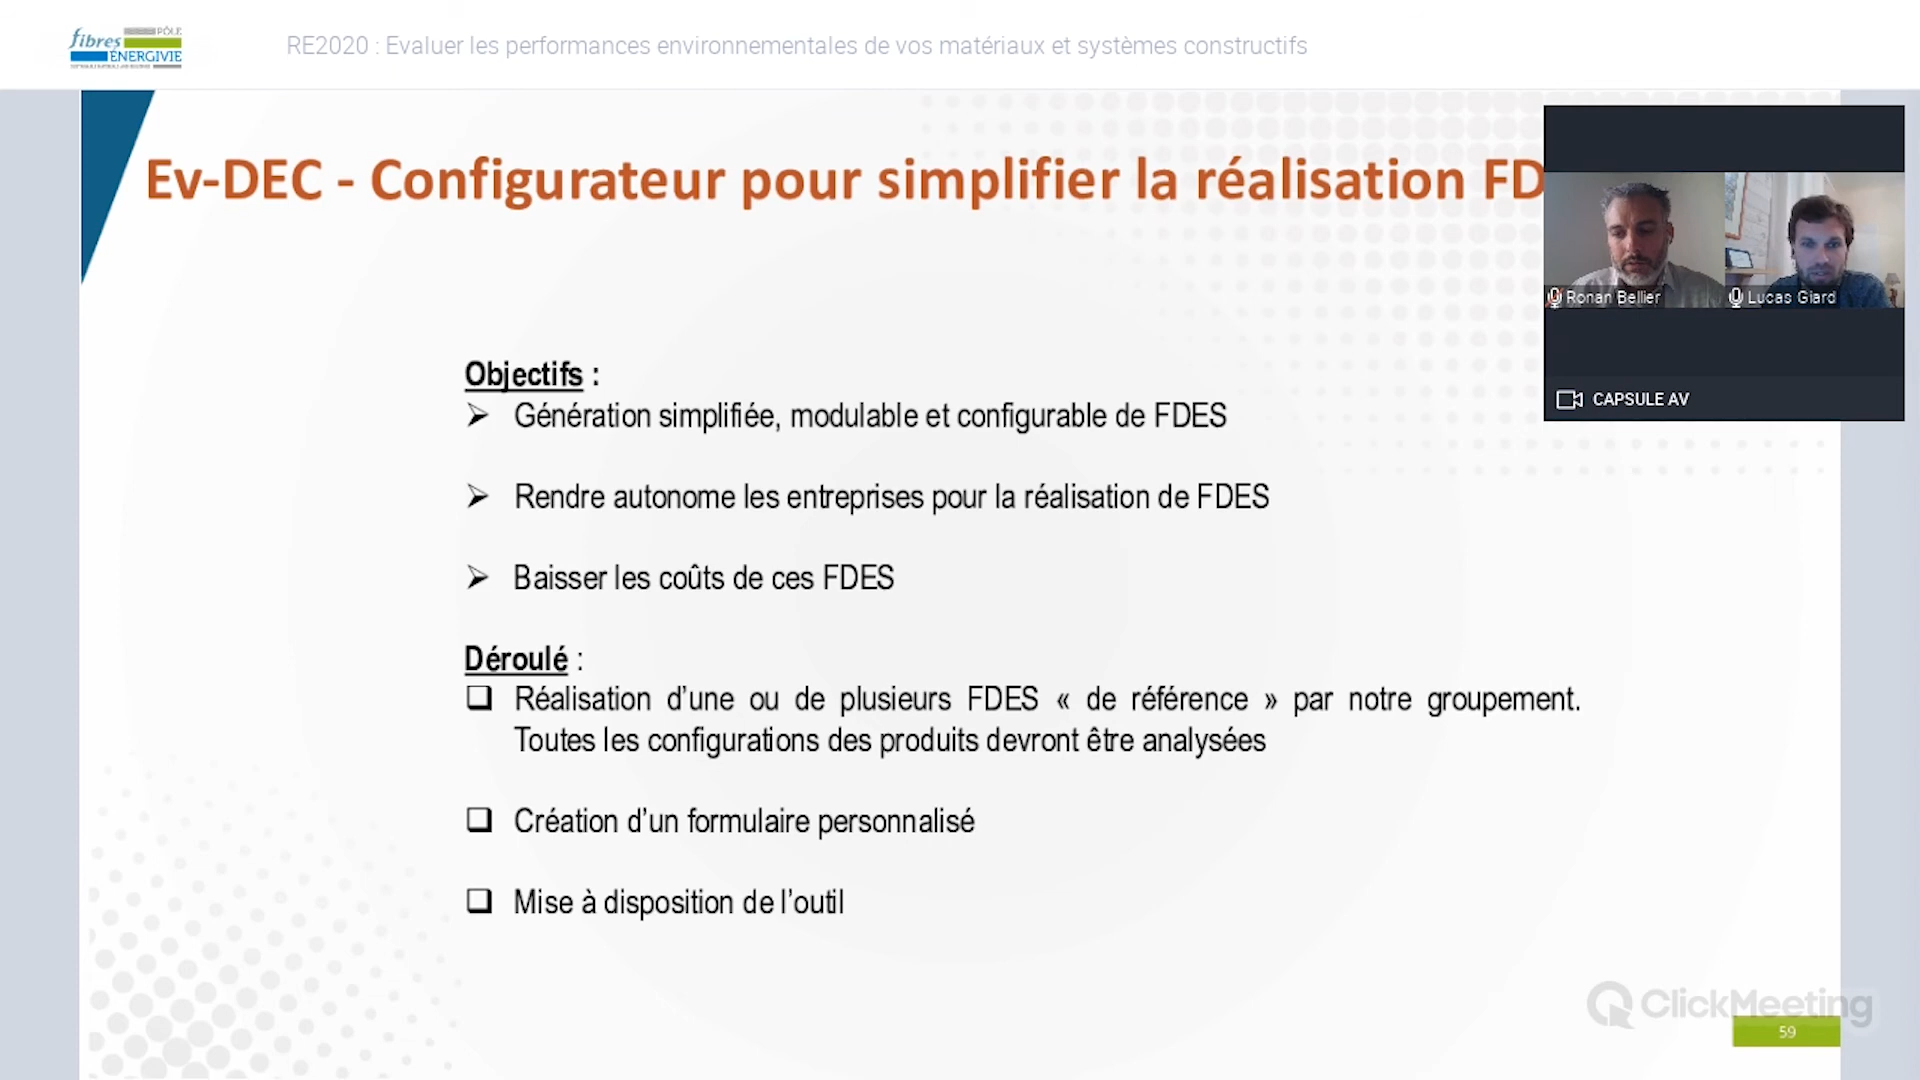 fibres
PÔLE
ÉNERGIVIE
RE2020 : Evaluer les performances environnementales de vos matériaux et systèmes constructifs
Ev-DEC - Configurateur pour simplifier la réalisation FD
Ronan Bellier
Lucas Giard
CAPSULE AV
Objectifs :
➢ Génération simplifiée, modulable et configurable de FDES
➢ Rendre autonome les entreprises pour la réalisation de FDES
➢ Baisser les coûts de ces FDES
Déroulé :
❑ Réalisation d’une ou de plusieurs FDES « de référence » par notre groupement.
Toutes les configurations des produits devront être analysées
❑ Création d’un formulaire personnalisé
❑ Mise à disposition de l’outil
ClickMeeting
59